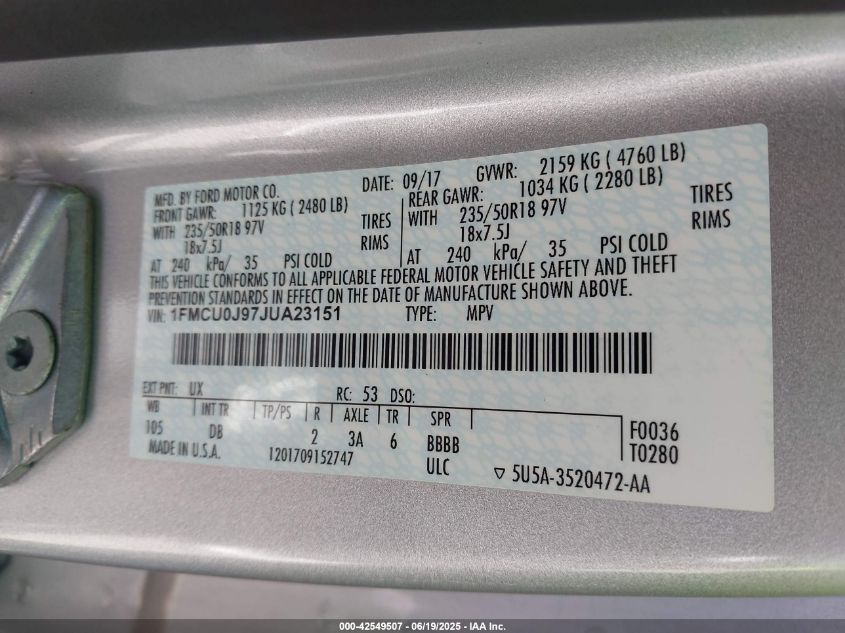 MFD. BY FORD MOTOR CO.
DATE: 09/17 GVWR: 2159 KG ( 4760 LB)
FRONT GAWR: 1125 KG ( 2480 LB)
WITH 235/50R18 97V TIRES
18x7.5J RIMS
AT 240 kPa/ 35 PSI COLD
REAR GAWR: 1034 KG ( 2280 LB)
WITH 235/50R18 97V TIRES
18x7.5J RIMS
AT 240 kPa/ 35 PSI COLD
THIS VEHICLE CONFORMS TO ALL APPLICABLE FEDERAL MOTOR VEHICLE SAFETY AND THEFT
PREVENTION STANDARDS IN EFFECT ON THE DATE OF MANUFACTURE SHOWN ABOVE.
VIN: 1FMCU0J97JUA23151 TYPE: MPV
EXT PNT: UX RC: 53 DSO:
WB INT TR TP/PS R AXLE TR SPR
105 DB 2 3A 6 BBBB
F0036
T0280
MADE IN U.S.A. 1201709152747 ULC ▽ 5U5A-3520472-AA
000-42549507 - 06/19/2025 - IAA Inc.